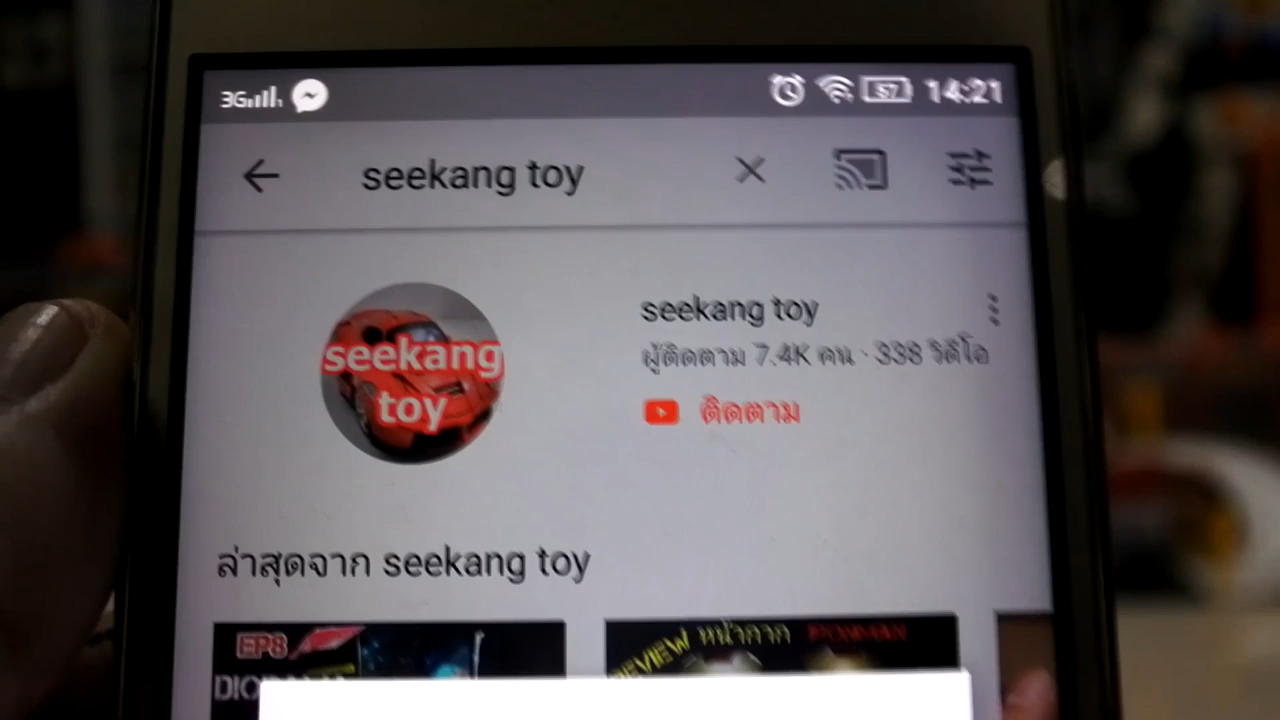 3G 57 14:21
seekang toy
seekang
toy
seekang toy
ผู้ติดตาม 7.4K คน · 338 วิดีโอ
ติดตาม
ล่าสุดจาก seekang toy
EP8
REVIEW หน้ากาก IRONMAN